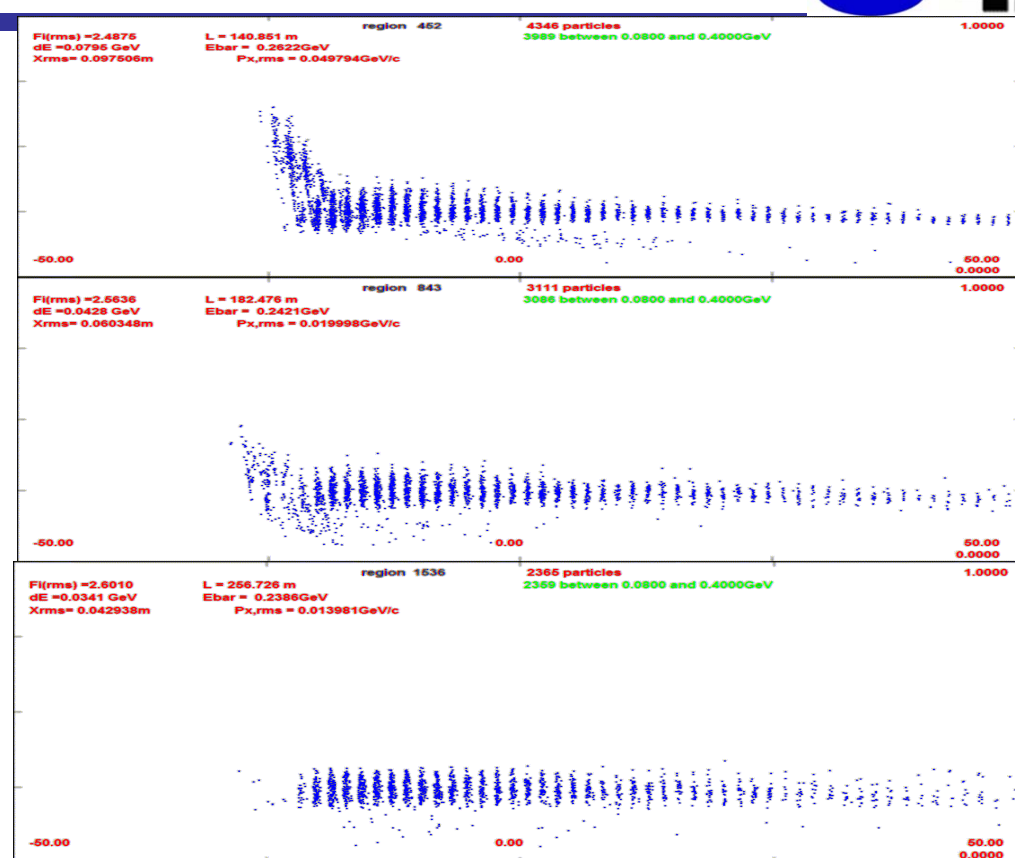 region 452 4346 particles 1.0000
Fi(rms) =2.4875 L = 140.851 m 3989 between 0.0800 and 0.4000GeV
dE =0.0795 GeV Ebar = 0.2622GeV
Xrms= 0.097506m Px,rms = 0.049794GeV/c
-50.00 0.00 50.00
0.0000
region 843 3111 particles 1.0000
Fi(rms) =2.5636 L = 182.476 m 3086 between 0.0800 and 0.4000GeV
dE =0.0428 GeV Ebar = 0.2421GeV
Xrms= 0.060348m Px,rms = 0.019998GeV/c
-50.00 0.00 50.00
0.0000
region 1536 2365 particles 1.0000
Fi(rms) =2.6010 L = 256.726 m 2359 between 0.0800 and 0.4000GeV
dE =0.0341 GeV Ebar = 0.2386GeV
Xrms= 0.042938m Px,rms = 0.013981GeV/c
-50.00 0.00 50.00
0.0000